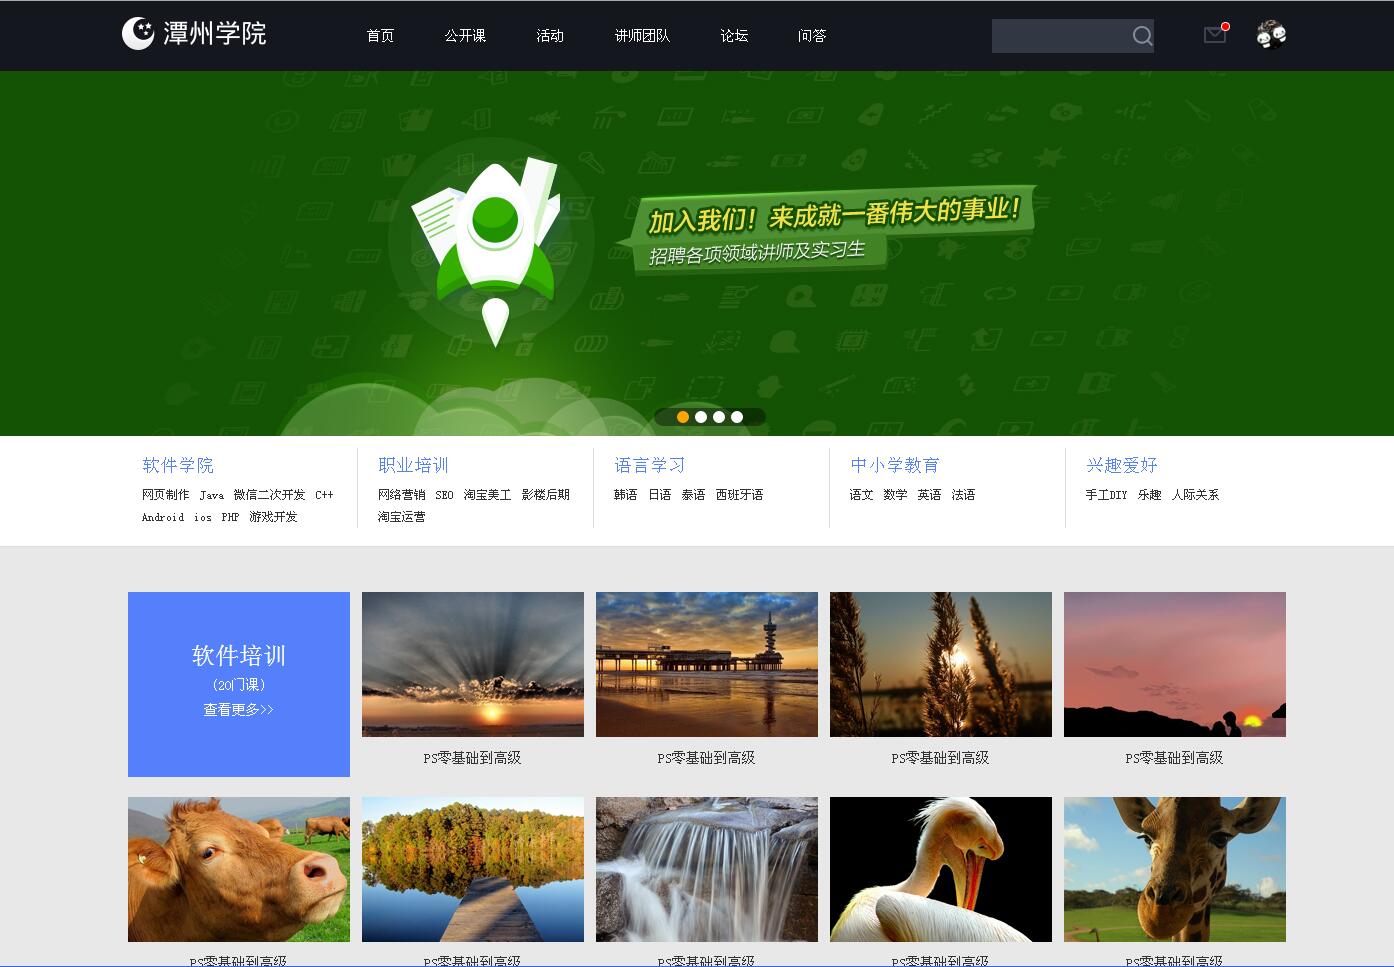 潭州学院
首页 公开课 活动 讲师团队 论坛 问答
加入我们！来成就一番伟大的事业！
招聘各项领域讲师及实习生
软件学院
网页制作 Java 微信二次开发 C++
Android ios PHP 游戏开发
职业培训
网络营销 SEO 淘宝美工 影楼后期
淘宝运营
语言学习
韩语 日语 泰语 西班牙语
中小学教育
语文 数学 英语 法语
兴趣爱好
手工DIY 乐趣 人际关系
软件培训
(20门课)
查看更多>>
PS零基础到高级
PS零基础到高级
PS零基础到高级
PS零基础到高级
PS零基础到高级
PS零基础到高级
PS零基础到高级
PS零基础到高级
PS零基础到高级